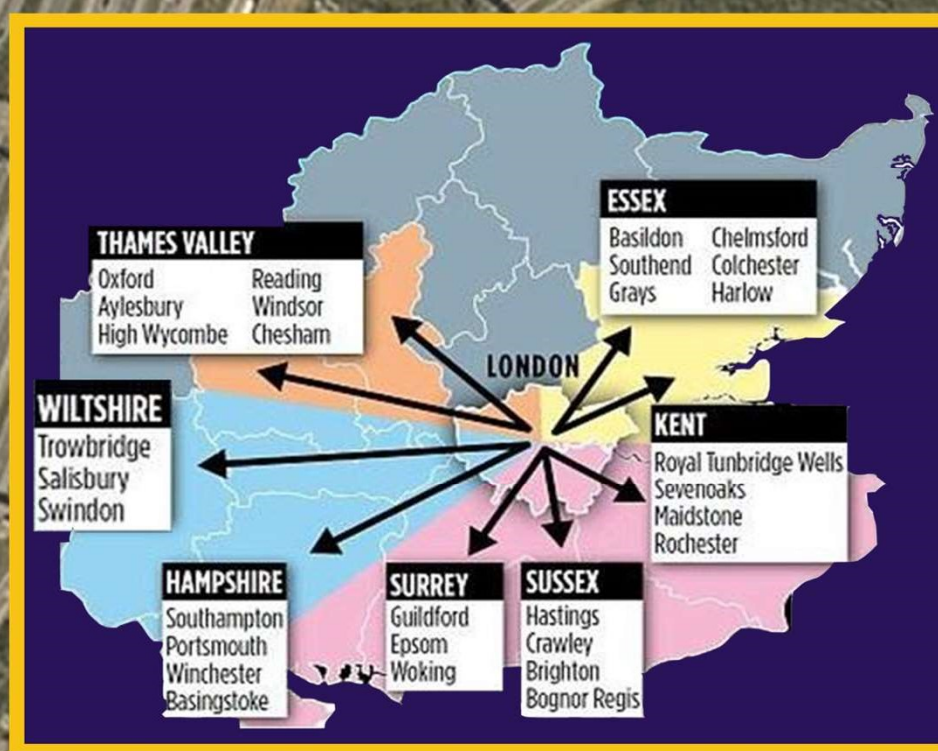 ESSEX
Basildon Chelmsford
Southend Colchester
Grays Harlow
THAMES VALLEY
Oxford Reading
Aylesbury Windsor
High Wycombe Chesham
LONDON
WILTSHIRE
Trowbridge
Salisbury
Swindon
KENT
Royal Tunbridge Wells
Sevenoaks
Maidstone
Rochester
HAMPSHIRE
Southampton
Portsmouth
Winchester
Basingstoke
SURREY
Guildford
Epsom
Woking
SUSSEX
Hastings
Crawley
Brighton
Bognor Regis